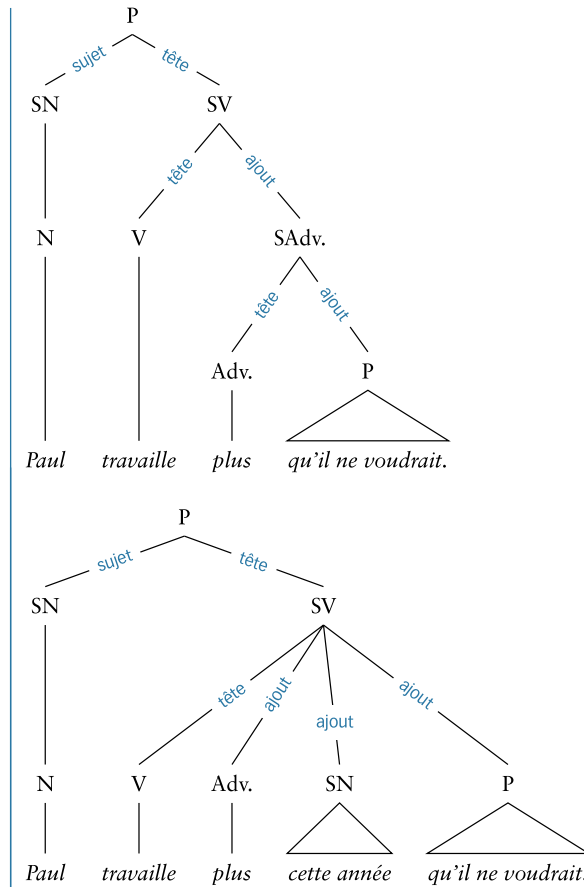 P
sujet tête
SN SV
tête ajout
N V SAdv.
tête ajout
Adv. P
Paul travaille plus qu'il ne voudrait.
P
sujet tête
SN SV
tête ajout ajout ajout
N V Adv. SN P
Paul travaille plus cette année qu'il ne voudrait.